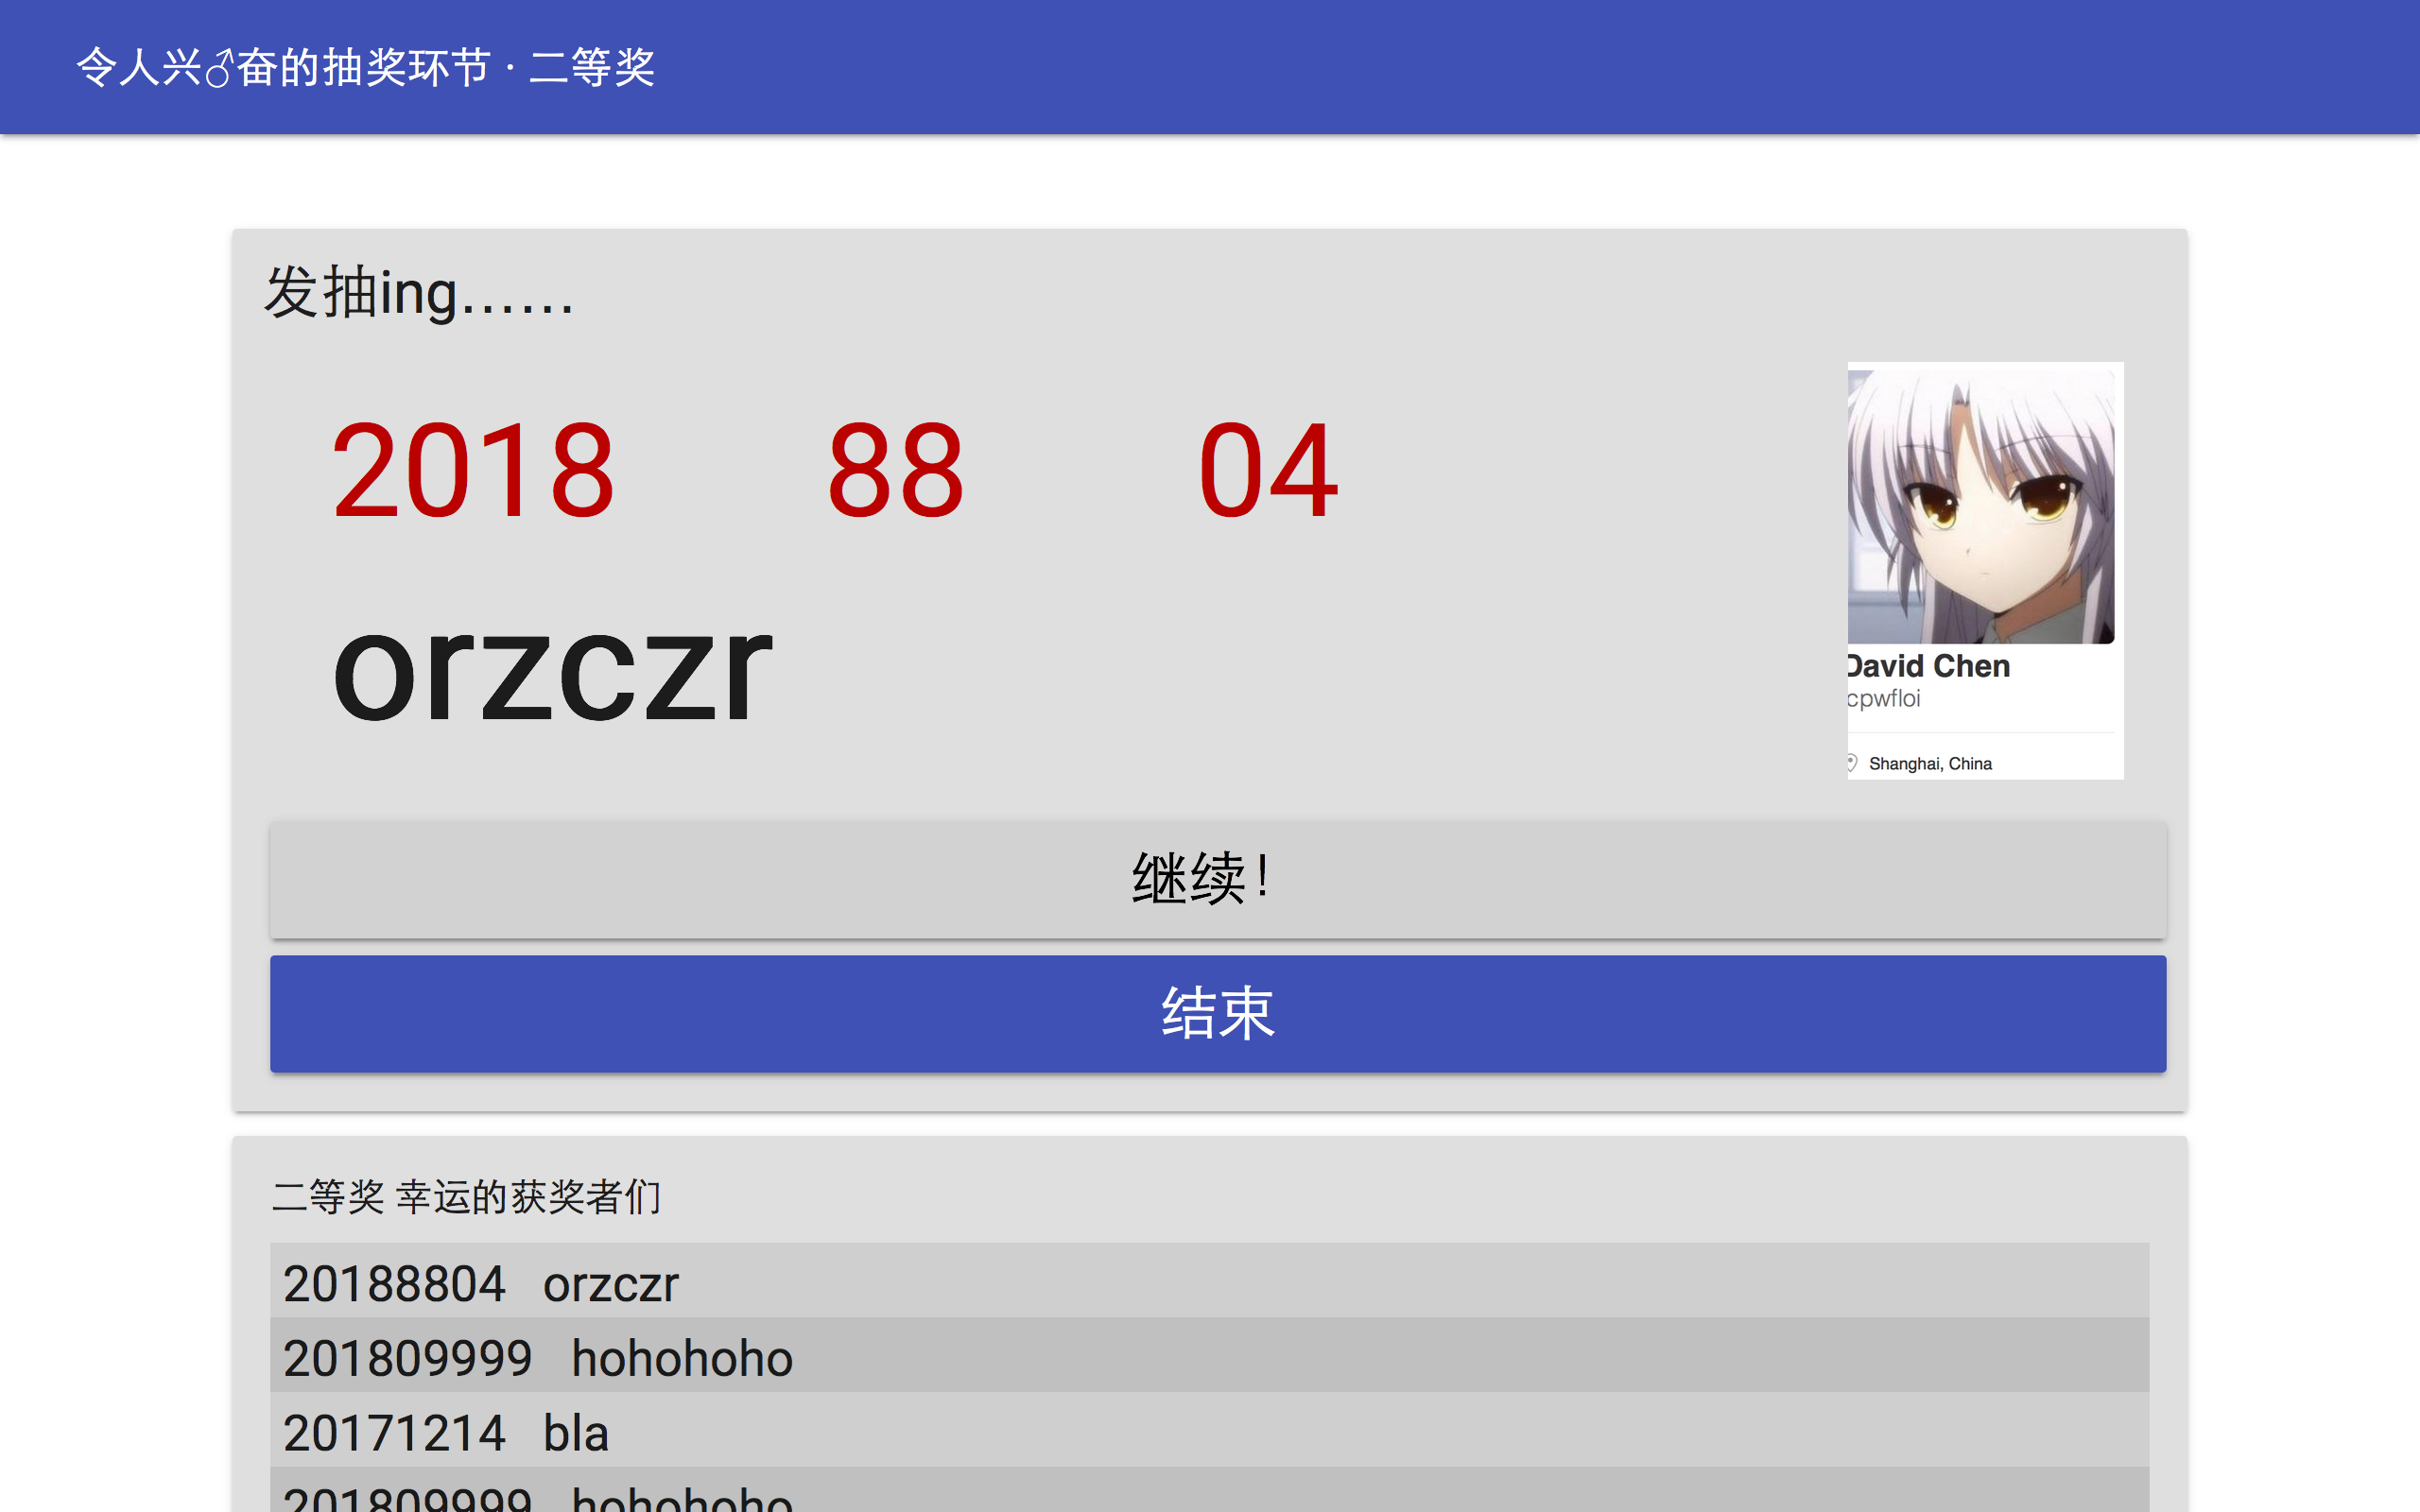 令人兴♂奋的抽奖环节 · 二等奖
发抽ing……
2018 88 04
orzczr
David Chen
cpwfloi
Shanghai, China
继续！
结束
二等奖 幸运的获奖者们
20188804 orzczr
201809999 hohohoho
20171214 bla
201809999 hohohoho